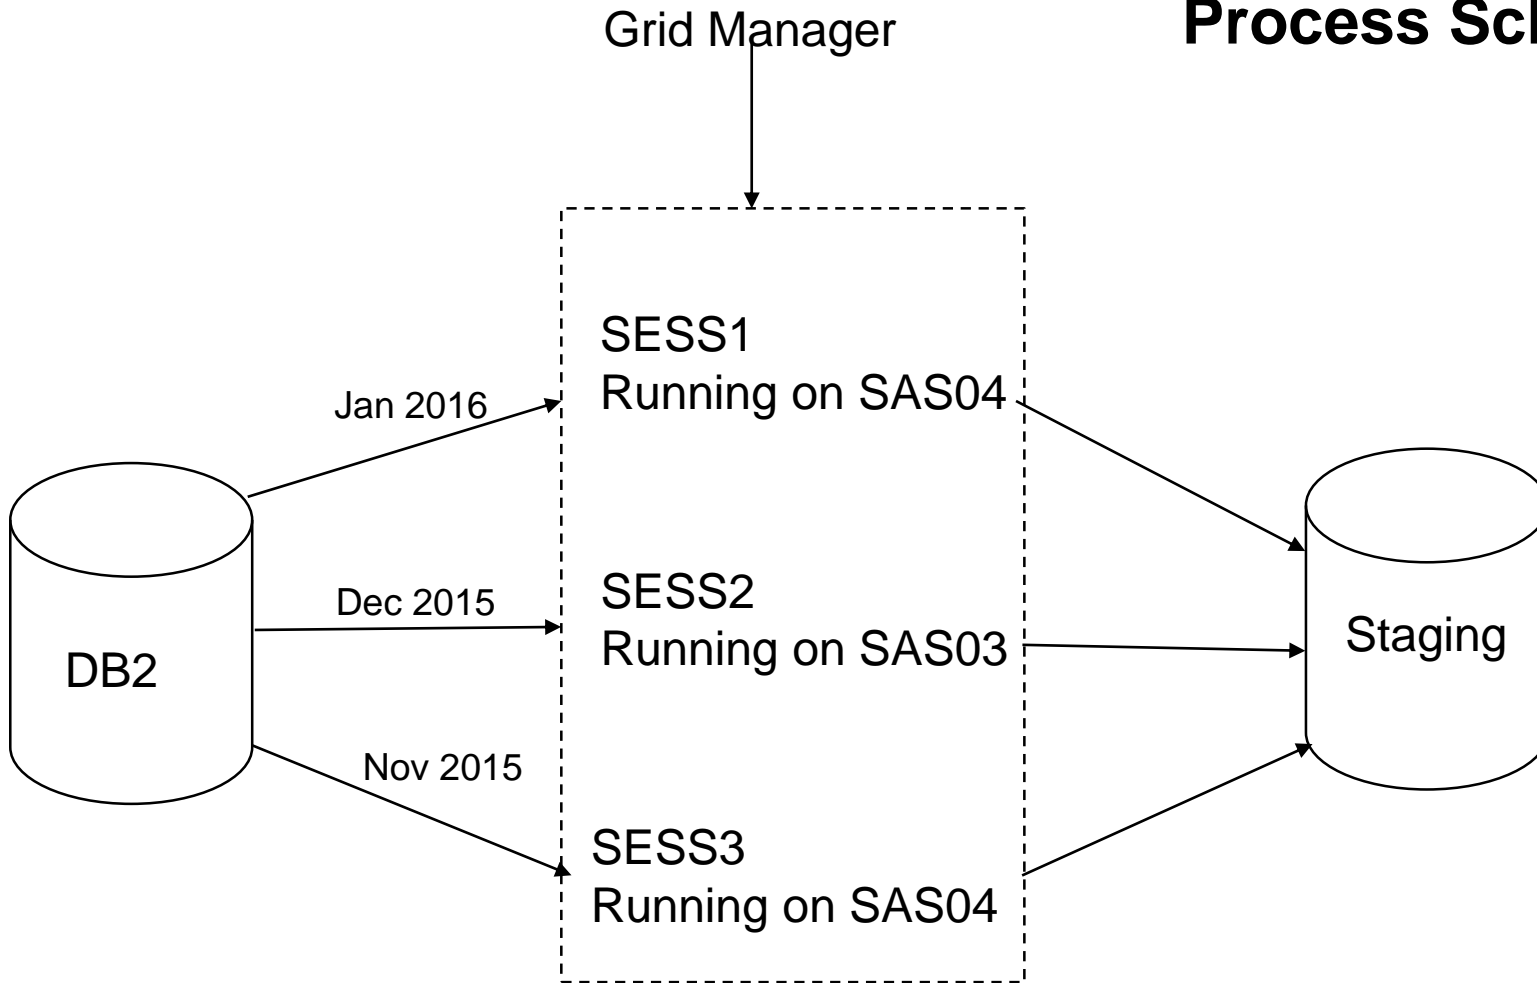 Grid Manager
Process Scl
SESS1
Running on SAS04
Jan 2016
SESS2
Running on SAS03
Dec 2015
Staging
DB2
Nov 2015
SESS3
Running on SAS04